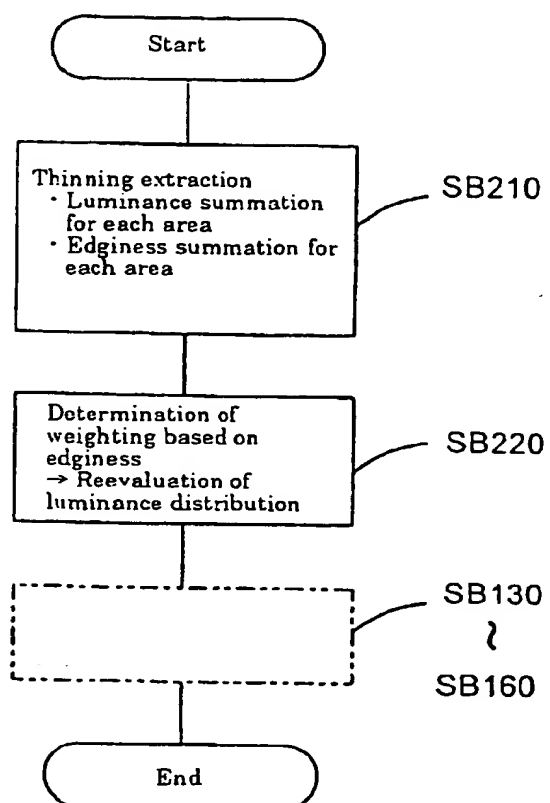 Start
Thinning extraction
・Luminance summation
for each area
・Edginess summation for
each area
SB210
Determination of
weighting based on
edginess
→ Reevaluation of
luminance distribution
SB220
SB130
~
SB160
End